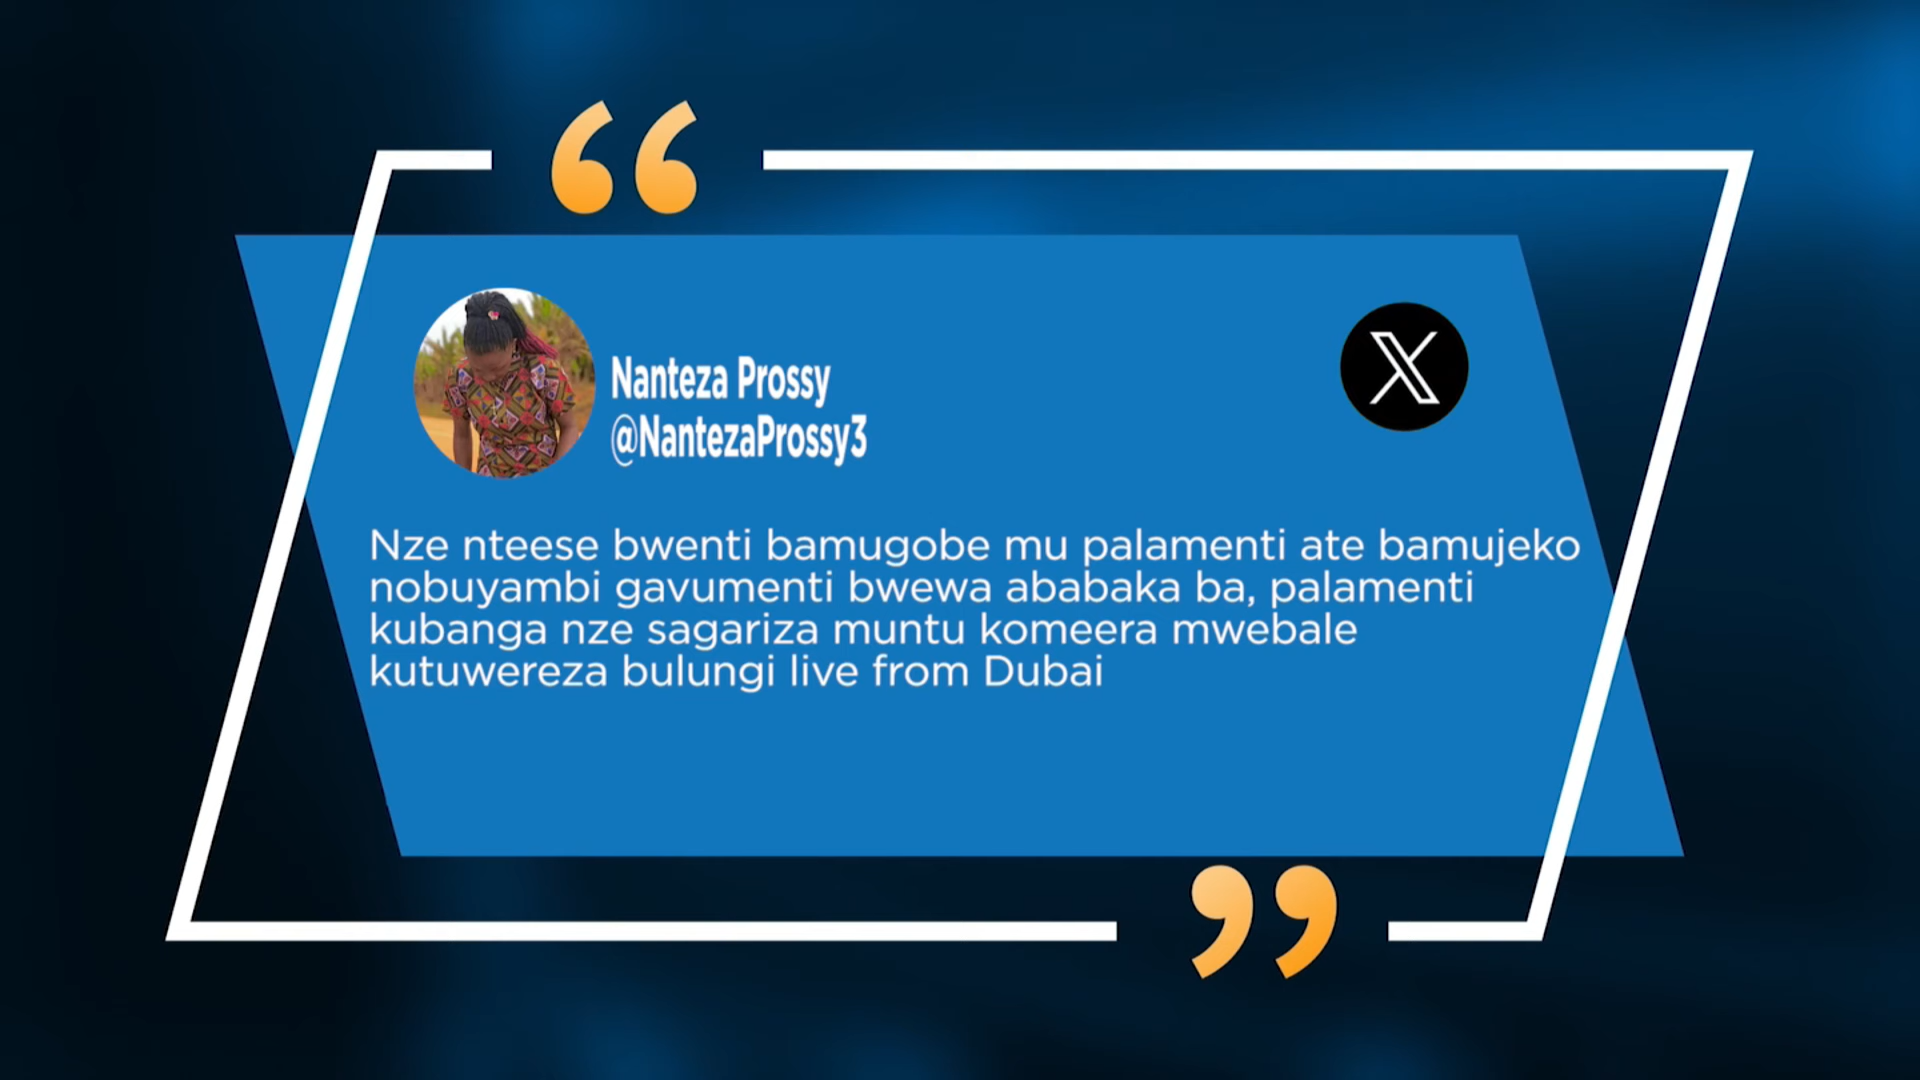 Nanteza Prossy
@NantezaProssy3
Nze nteese bwenti bamugobe mu palamenti ate bamujeko
nobuyambi gavumenti bwewa ababaka ba, palamenti
kubanga nze sagariza muntu komeera mwebale
kutuwereza bulungi live from Dubai